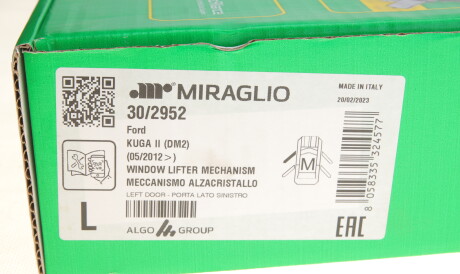 MIRAGLIO
MADE IN ITALY
20/02/2023
30/2952
Ford
KUGA II (DM2)
(05/2012 >)
WINDOW LIFTER MECHANISM
MECCANISMO ALZACRISTALLO
LEFT DOOR - PORTA LATO SINISTRO
M
8 058335 324577
L
ALGO GROUP
EAC